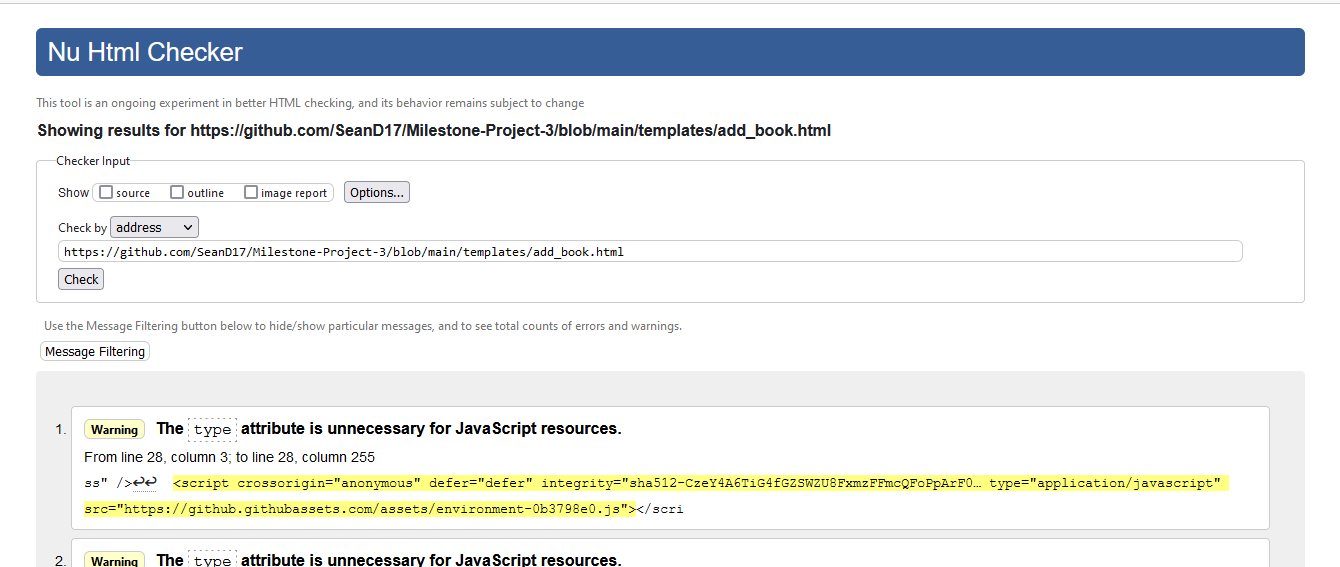 Nu Html Checker
This tool is an ongoing experiment in better HTML checking, and its behavior remains subject to change
Showing results for https://github.com/SeanD17/Milestone-Project-3/blob/main/templates/add_book.html
Checker Input
Show source outline image report Options...
Check by address
https://github.com/SeanD17/Milestone-Project-3/blob/main/templates/add_book.html
Check
Use the Message Filtering button below to hide/show particular messages, and to see total counts of errors and warnings.
Message Filtering
1. Warning The type attribute is unnecessary for JavaScript resources.
From line 28, column 3; to line 28, column 255
ss" />↩↩ <script crossorigin="anonymous" defer="defer" integrity="sha512-CzeY4A6TiG4fGZSWZU8FxmzFFmcQFoPpArF0… type="application/javascript"
src="https://github.githubassets.com/assets/environment-0b3798e0.js"></scri
2. Warning The type attribute is unnecessary for JavaScript resources.